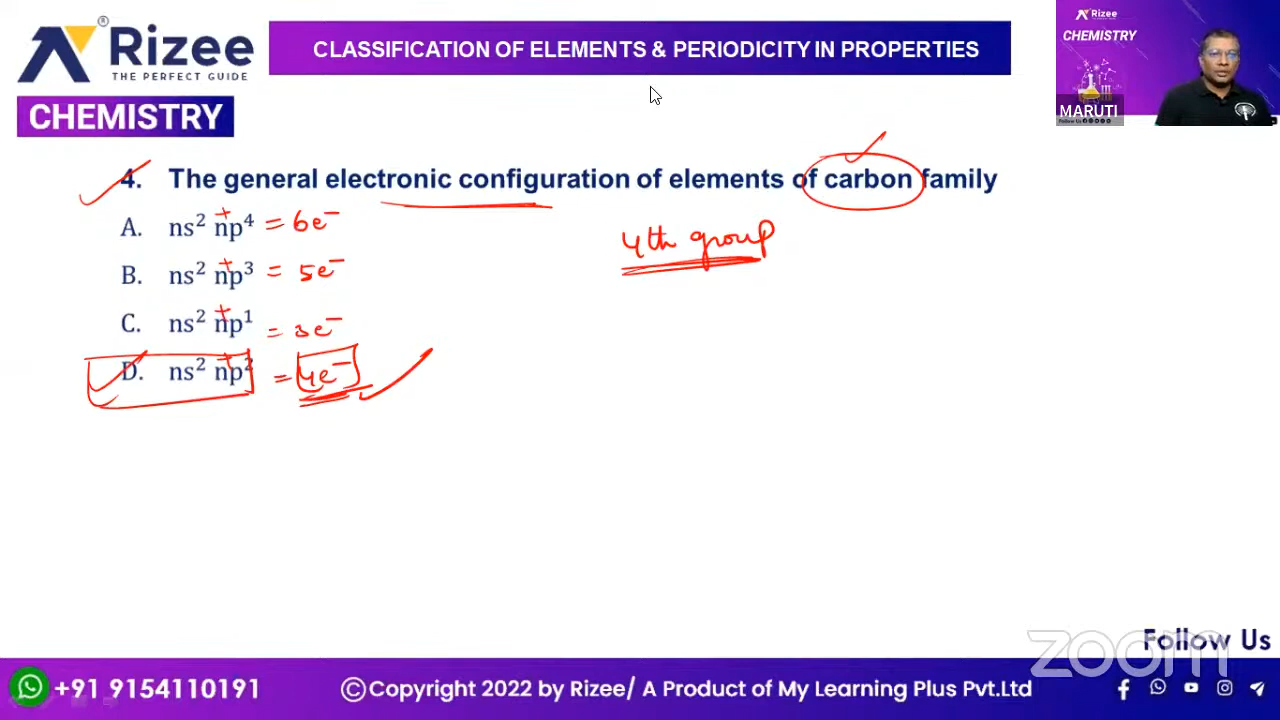 Rizee®
THE PERFECT GUIDE
CHEMISTRY
CLASSIFICATION OF ELEMENTS & PERIODICITY IN PROPERTIES
Rizee
CHEMISTRY
MARUTI
4. The general electronic configuration of elements of carbon family
A. ns² np⁴ + = 6e⁻
B. ns² np³ + = 5e⁻
C. ns² np¹ + = 3e⁻
D. ns² np² + = 4e⁻
4th group
zoom
Follow Us
+91 9154110191
©Copyright 2022 by Rizee/ A Product of My Learning Plus Pvt.Ltd